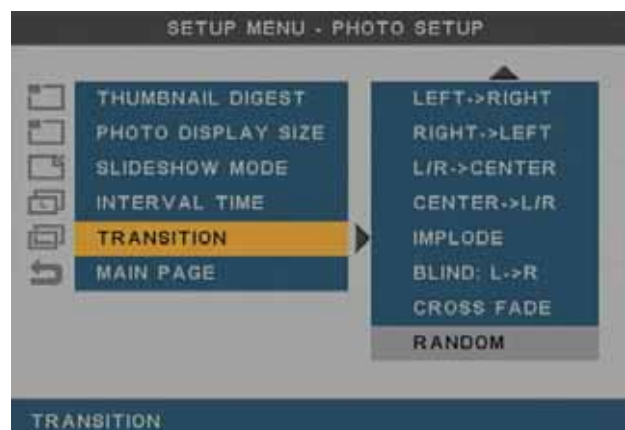 SETUP MENU - PHOTO SETUP
THUMBNAIL DIGEST
PHOTO DISPLAY SIZE
SLIDESHOW MODE
INTERVAL TIME
TRANSITION
MAIN PAGE
LEFT->RIGHT
RIGHT->LEFT
L/R->CENTER
CENTER->L/R
IMPLODE
BLIND: L->R
CROSS FADE
RANDOM
TRANSITION